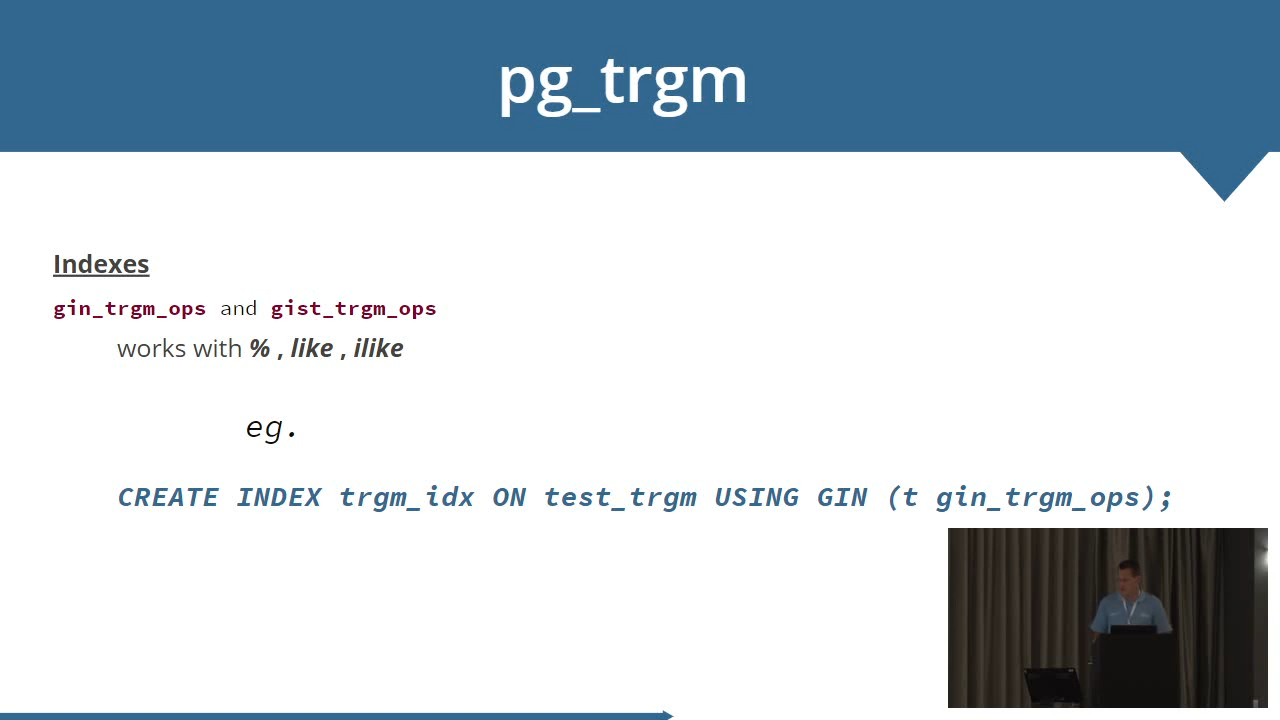 pg_trgm
Indexes
gin_trgm_ops and gist_trgm_ops
works with % , like , ilike
eg.
CREATE INDEX trgm_idx ON test_trgm USING GIN (t gin_trgm_ops);